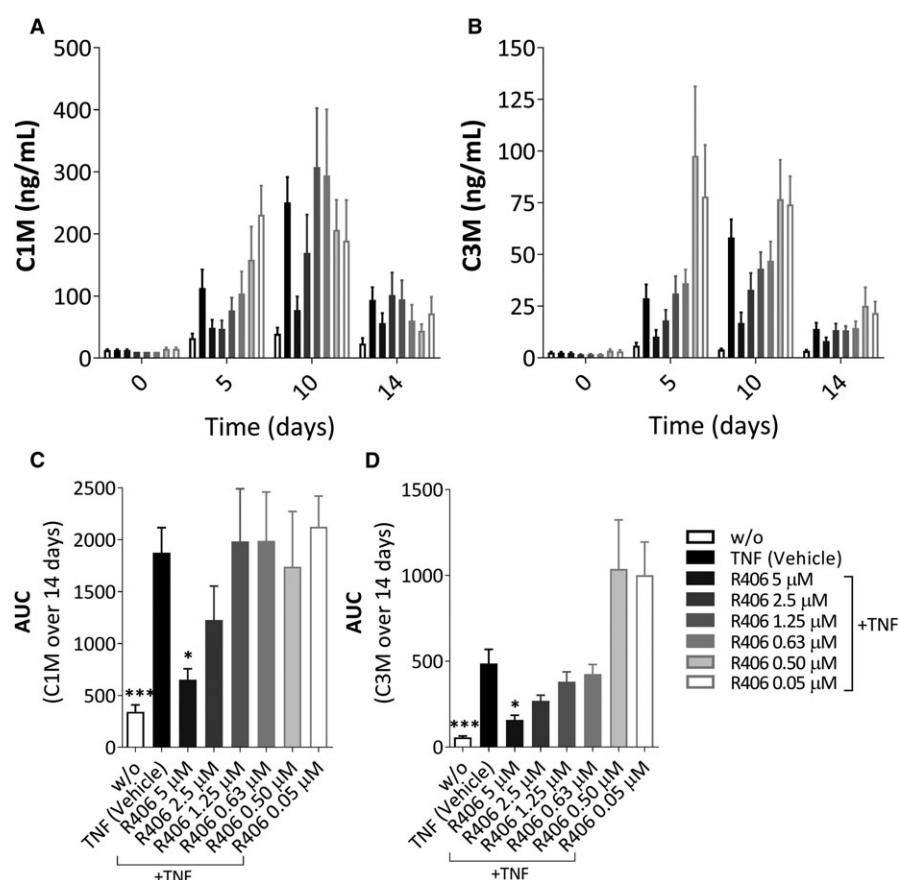 A
C1M (ng/mL)
500
400
300
200
100
0
0
5
10
14
Time (days)
B
C3M (ng/mL)
150
125
100
75
50
25
0
0
5
10
14
Time (days)
C
AUC
(C1M over 14 days)
2500
2000
1500
1000
500
0
***
*
w/o
TNF (Vehicle)
R406 5 µM
R406 2.5 µM
R406 1.25 µM
R406 0.63 µM
R406 0.50 µM
R406 0.05 µM
+TNF
D
AUC
(C3M over 14 days)
1500
1000
500
0
***
*
w/o
TNF (Vehicle)
R406 5 µM
R406 2.5 µM
R406 1.25 µM
R406 0.63 µM
R406 0.50 µM
R406 0.05 µM
+TNF
w/o
TNF (Vehicle)
R406 5 µM
R406 2.5 µM
R406 1.25 µM
R406 0.63 µM
R406 0.50 µM
R406 0.05 µM
+TNF